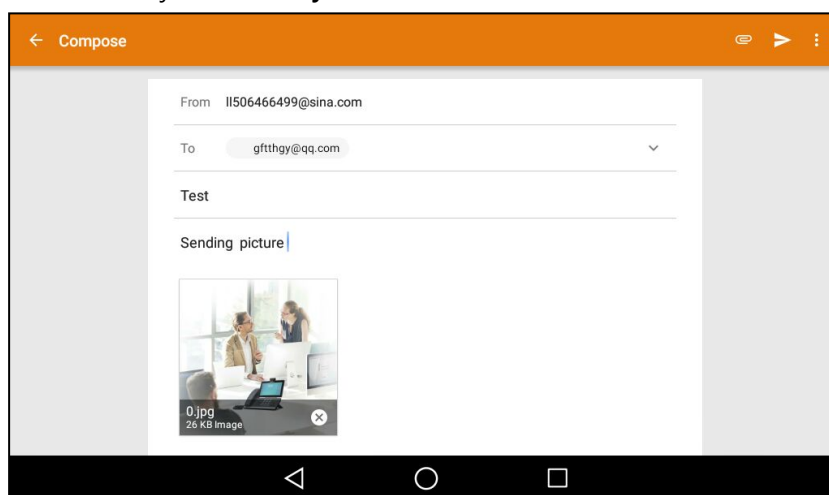 Compose
From ll506466499@sina.com
To gftthgy@qq.com
Test
Sending picture
0.jpg
26 KB Image